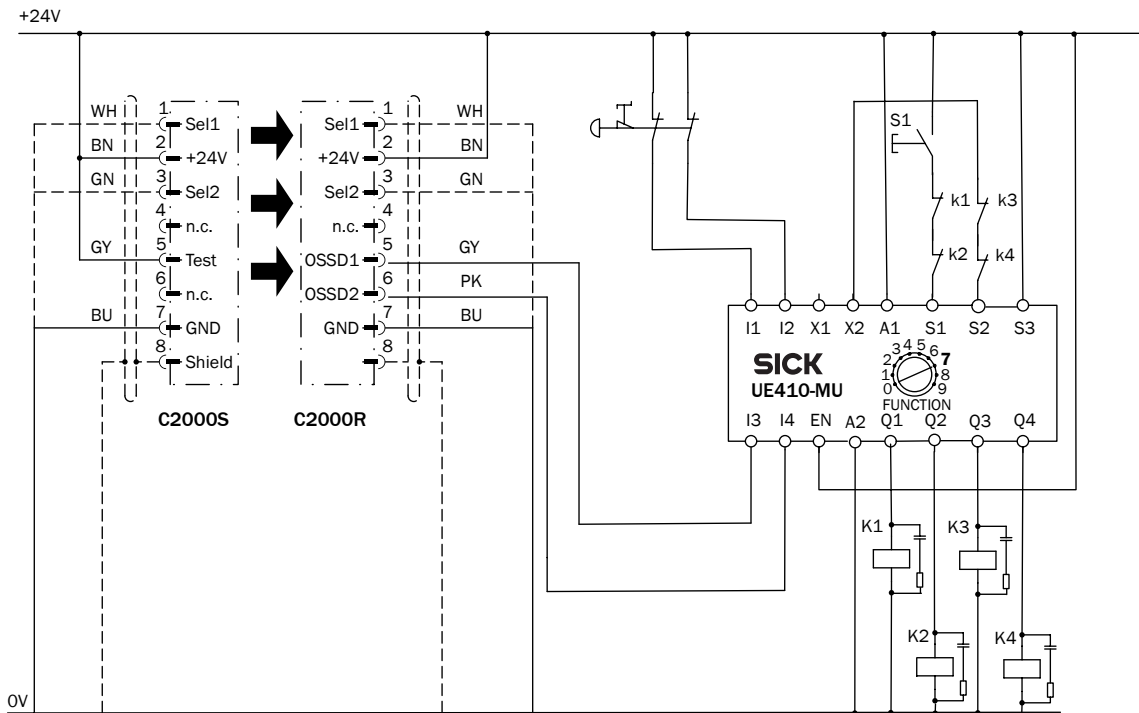 +24V
WH
1
Sel1
BN
2
+24V
GN
3
Sel2
4
n.c.
GY
5
Test
6
n.c.
BU
7
GND
8
Shield
C2000S
1
WH
Sel1
2
BN
+24V
3
GN
Sel2
4
n.c.
5
GY
OSSD1
6
PK
OSSD2
7
BU
GND
8
C2000R
S1
k1
k3
k2
k4
I1 I2 X1 X2 A1 S1 S2 S3
SICK
UE410-MU
0 1 2 3 4 5 6 7 8 9
FUNCTION
I3 I4 EN A2 Q1 Q2 Q3 Q4
K1
K3
K2
K4
0V